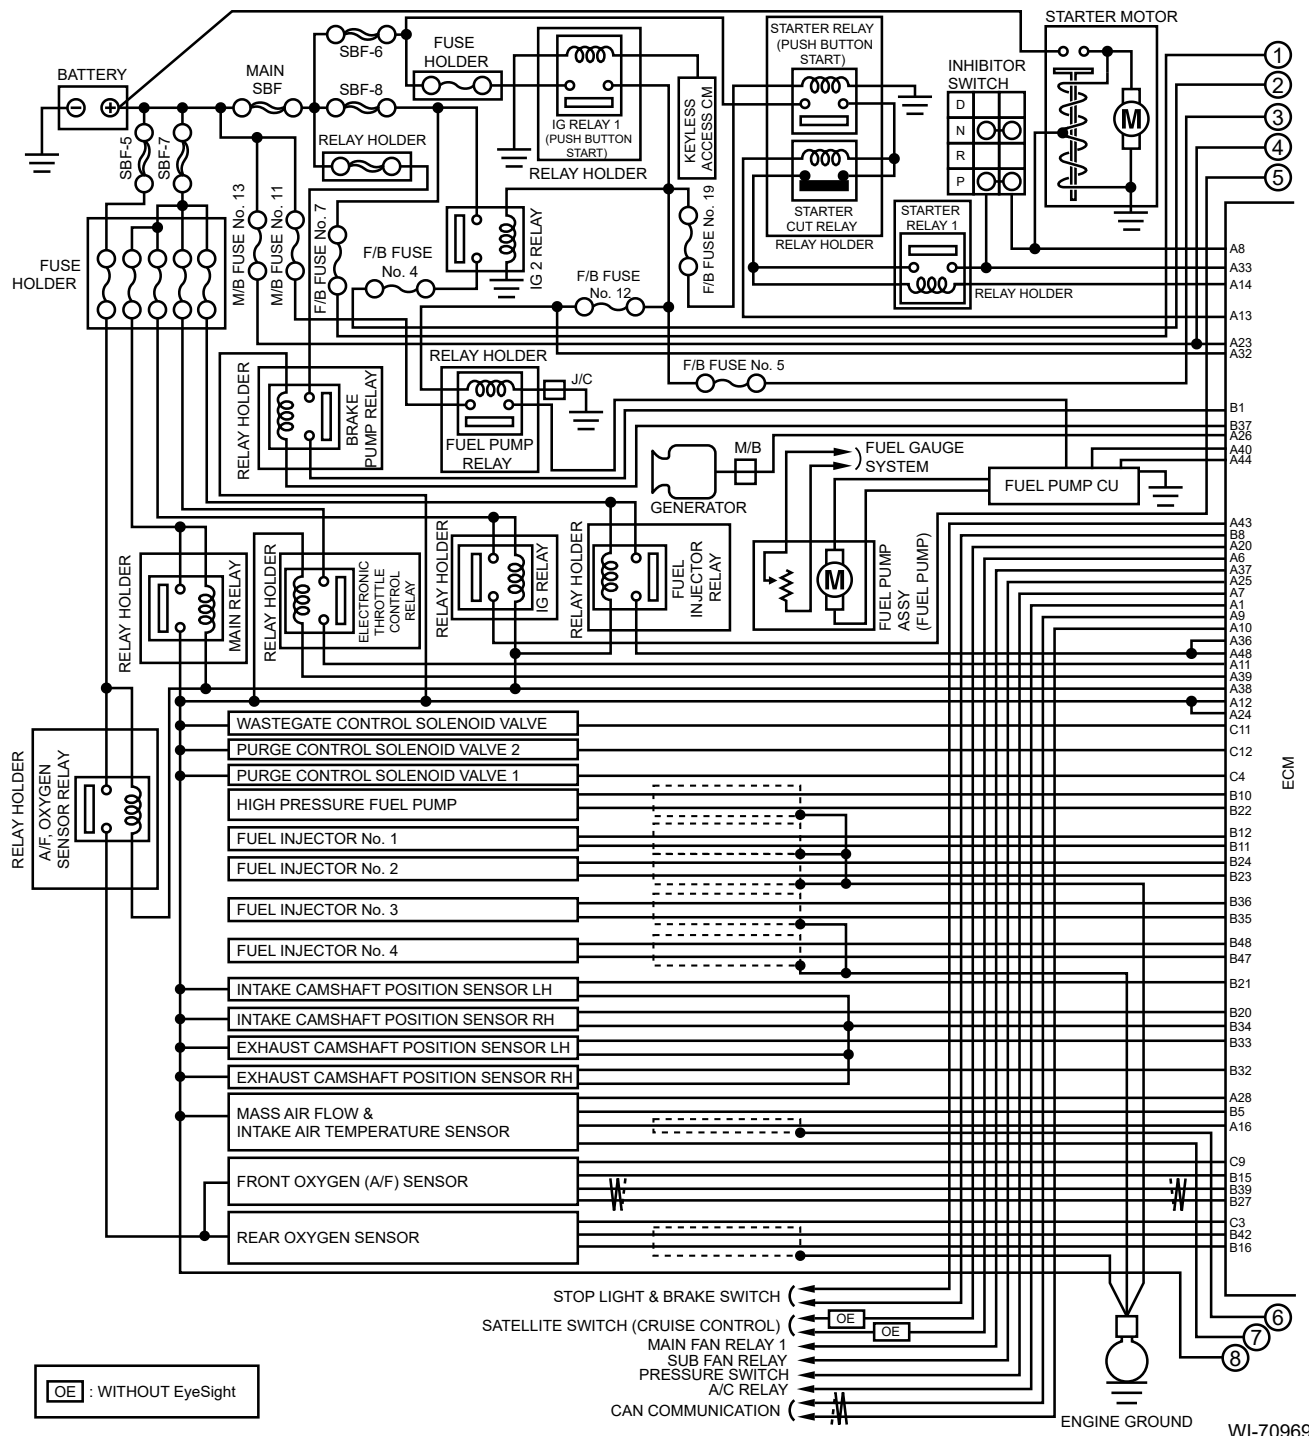 STARTER MOTOR
SBF-6
FUSE
HOLDER
STARTER RELAY
(PUSH BUTTON
START)
INHIBITOR
SWITCH
1
2
3
4
5
BATTERY
MAIN
SBF
SBF-8
IG RELAY 1
(PUSH BUTTON
START)
RELAY HOLDER
KEYLESS
ACCESS CM
D
N
R
P
M
RELAY HOLDER
SBF-5
SBF-7
STARTER
CUT RELAY
RELAY HOLDER
STARTER
RELAY 1
RELAY HOLDER
M/B FUSE No. 13
M/B FUSE No. 11
F/B FUSE No. 7
F/B FUSE
No. 4
IG 2 RELAY
F/B FUSE No. 19
F/B FUSE
No. 12
FUSE
HOLDER
A8
A33
A14
A13
A23
A32
RELAY HOLDER
BRAKE
PUMP RELAY
RELAY HOLDER
J/C
FUEL PUMP
RELAY
F/B FUSE No. 5
B1
B37
A26
A40
A44
M/B
GENERATOR
FUEL GAUGE
SYSTEM
FUEL PUMP CU
RELAY HOLDER
MAIN RELAY
RELAY HOLDER
ELECTRONIC
THROTTLE
CONTROL
RELAY
RELAY HOLDER
IG RELAY
RELAY HOLDER
FUEL
INJECTOR
RELAY
M
FUEL PUMP
ASSY
(FUEL PUMP)
A43
B8
A20
A6
A37
A25
A7
A1
A9
A10
A36
A48
A11
A39
A38
A12
A24
ECM
RELAY HOLDER
A/F, OXYGEN
SENSOR RELAY
WASTEGATE CONTROL SOLENOID VALVE
C11
PURGE CONTROL SOLENOID VALVE 2
C12
PURGE CONTROL SOLENOID VALVE 1
C4
HIGH PRESSURE FUEL PUMP
B10
B22
FUEL INJECTOR No. 1
B12
B11
FUEL INJECTOR No. 2
B24
B23
FUEL INJECTOR No. 3
B36
B35
FUEL INJECTOR No. 4
B48
B47
INTAKE CAMSHAFT POSITION SENSOR LH
B21
INTAKE CAMSHAFT POSITION SENSOR RH
B20
B34
EXHAUST CAMSHAFT POSITION SENSOR LH
B33
EXHAUST CAMSHAFT POSITION SENSOR RH
B32
MASS AIR FLOW &
INTAKE AIR TEMPERATURE SENSOR
A28
B5
A16
FRONT OXYGEN (A/F) SENSOR
C9
B15
B39
B27
REAR OXYGEN SENSOR
C3
B42
B16
STOP LIGHT & BRAKE SWITCH
SATELLITE SWITCH (CRUISE CONTROL)
OE
OE
MAIN FAN RELAY 1
SUB FAN RELAY
PRESSURE SWITCH
A/C RELAY
CAN COMMUNICATION
6
7
8
ENGINE GROUND
OE : WITHOUT EyeSight
WI-70969